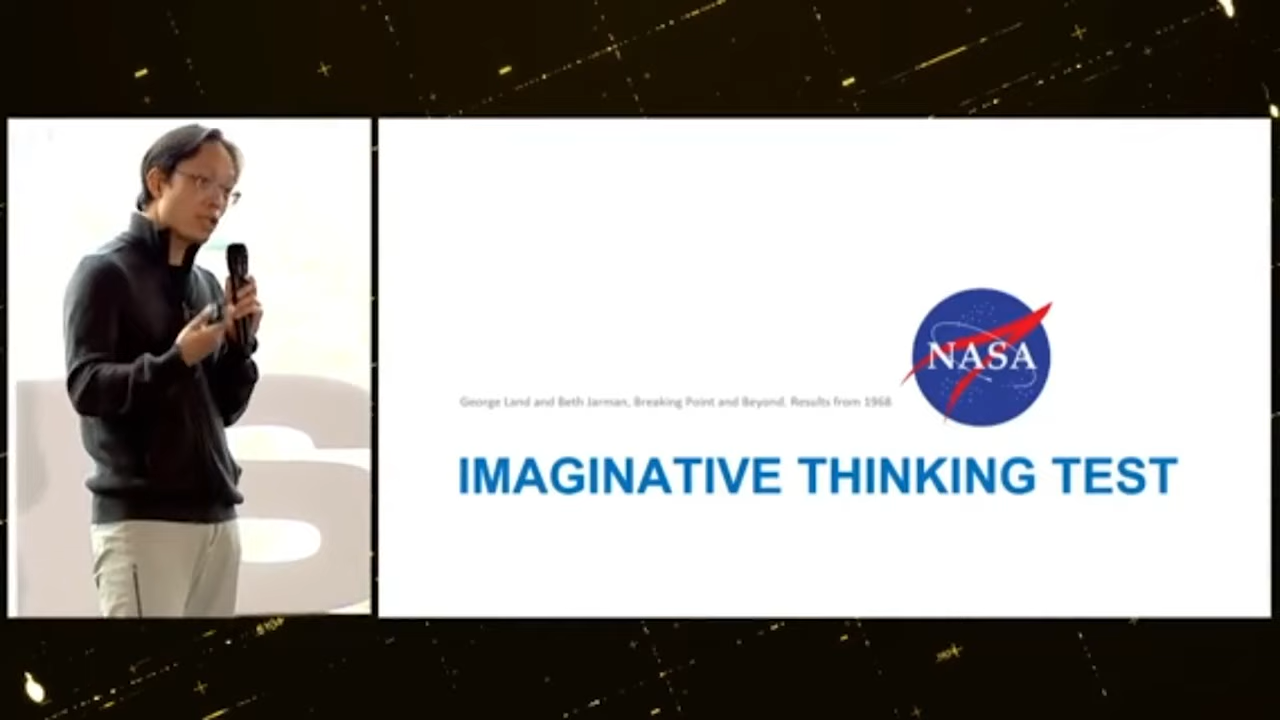 NASA
George Land and Beth Jarman, Breaking Point and Beyond. Results from 1968
IMAGINATIVE THINKING TEST